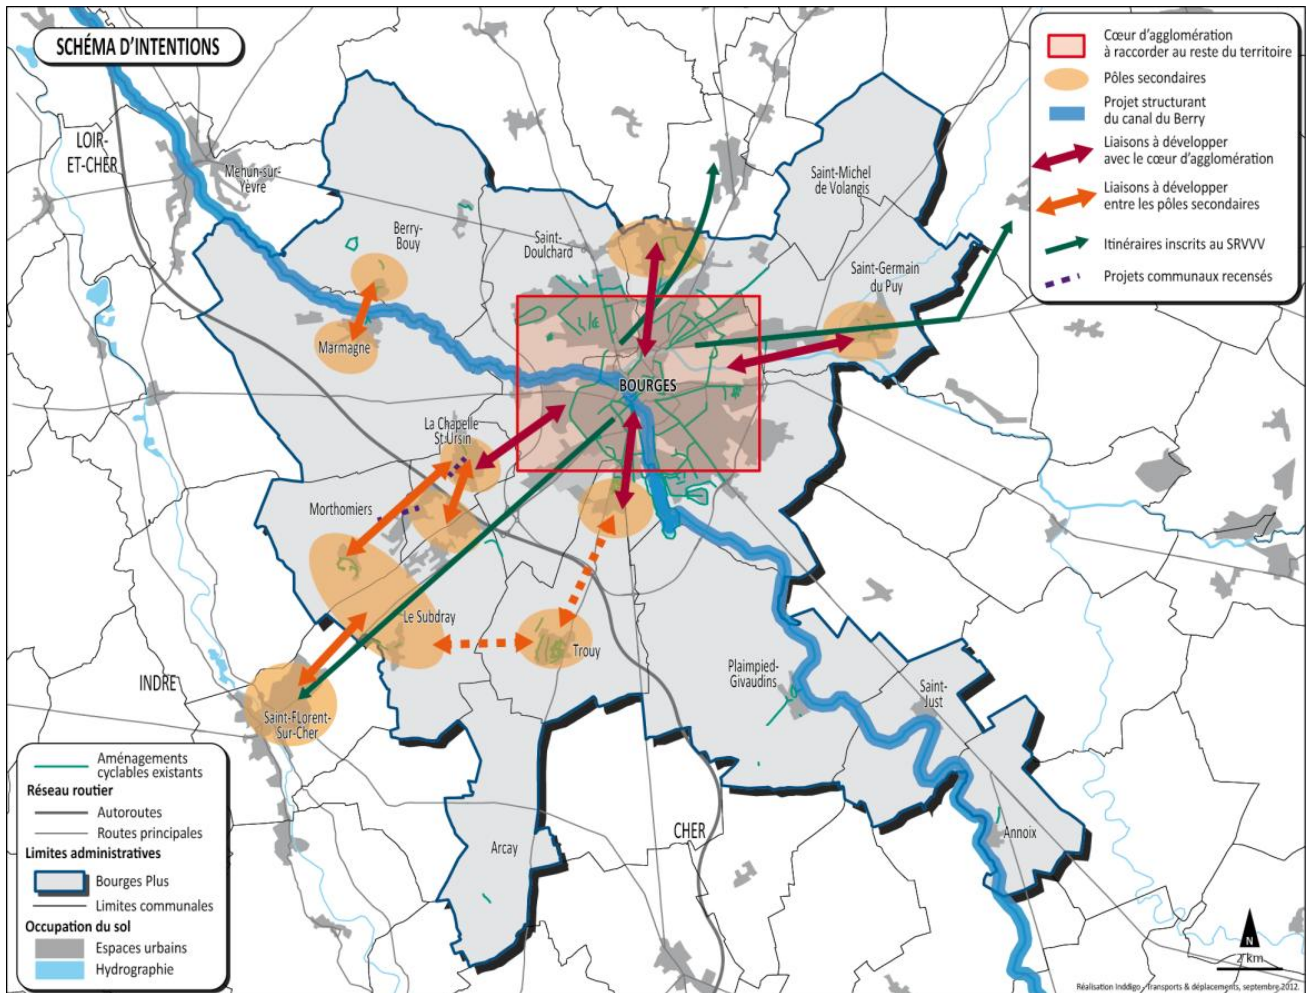 SCHÉMA D'INTENTIONS
Cœur d'agglomération
à raccorder au reste du territoire
Pôles secondaires
Projet structurant
du canal du Berry
Liaisons à développer
avec le cœur d'agglomération
Liaisons à développer
entre les pôles secondaires
Itinéraires inscrits au SRVVV
Projets communaux recensés
LOIR-
ET-CHER
Mehun-sur-
Yèvre
Saint-Michel
de Volangis
Berry-
Bouy
Saint-
Doulchard
Saint-Germain
du Puy
Marmagne
BOURGES
La Chapelle
St-Ursin
Morthomiers
Le Subdray
Trouy
Plaimpied-
Givaudins
Saint-
Just
INDRE
Saint-Florent-
Sur-Cher
CHER
Annoix
Arcay
Aménagements
cyclables existants
Réseau routier
Autoroutes
Routes principales
Limites administratives
Bourges Plus
Limites communales
Occupation du sol
Espaces urbains
Hydrographie
N
2 km
Réalisation Inddigo - Transports & déplacements, septembre 2012.